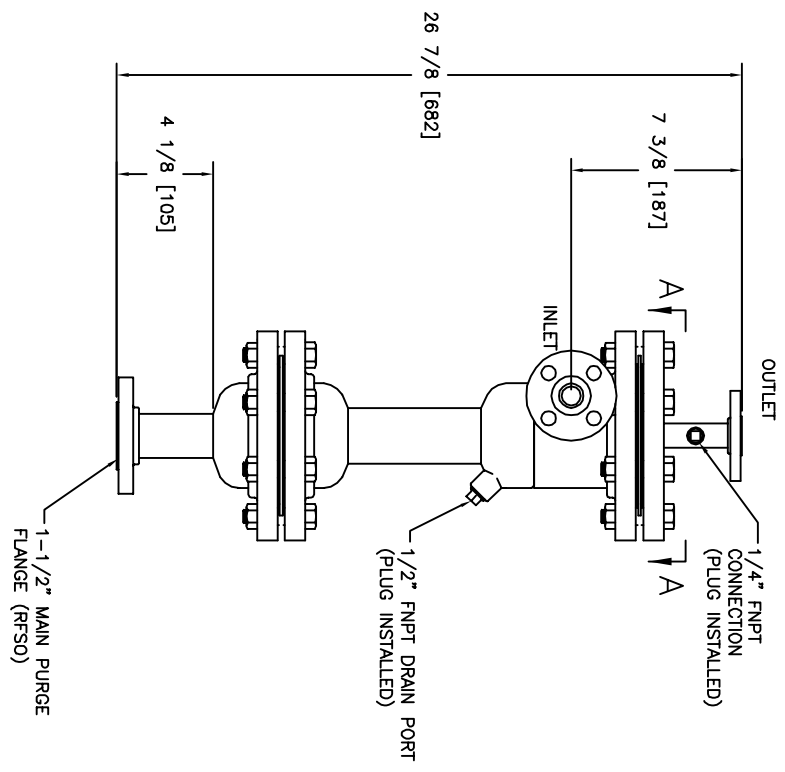 26 7/8 [682]
4 1/8 [105]
7 3/8 [187]
A
INLET
OUTLET
A
1/4" FNPT
CONNECTION
(PLUG INSTALLED)
1/2" FNPT DRAIN PORT
(PLUG INSTALLED)
1-1/2" MAIN PURGE
FLANGE (RFSO)